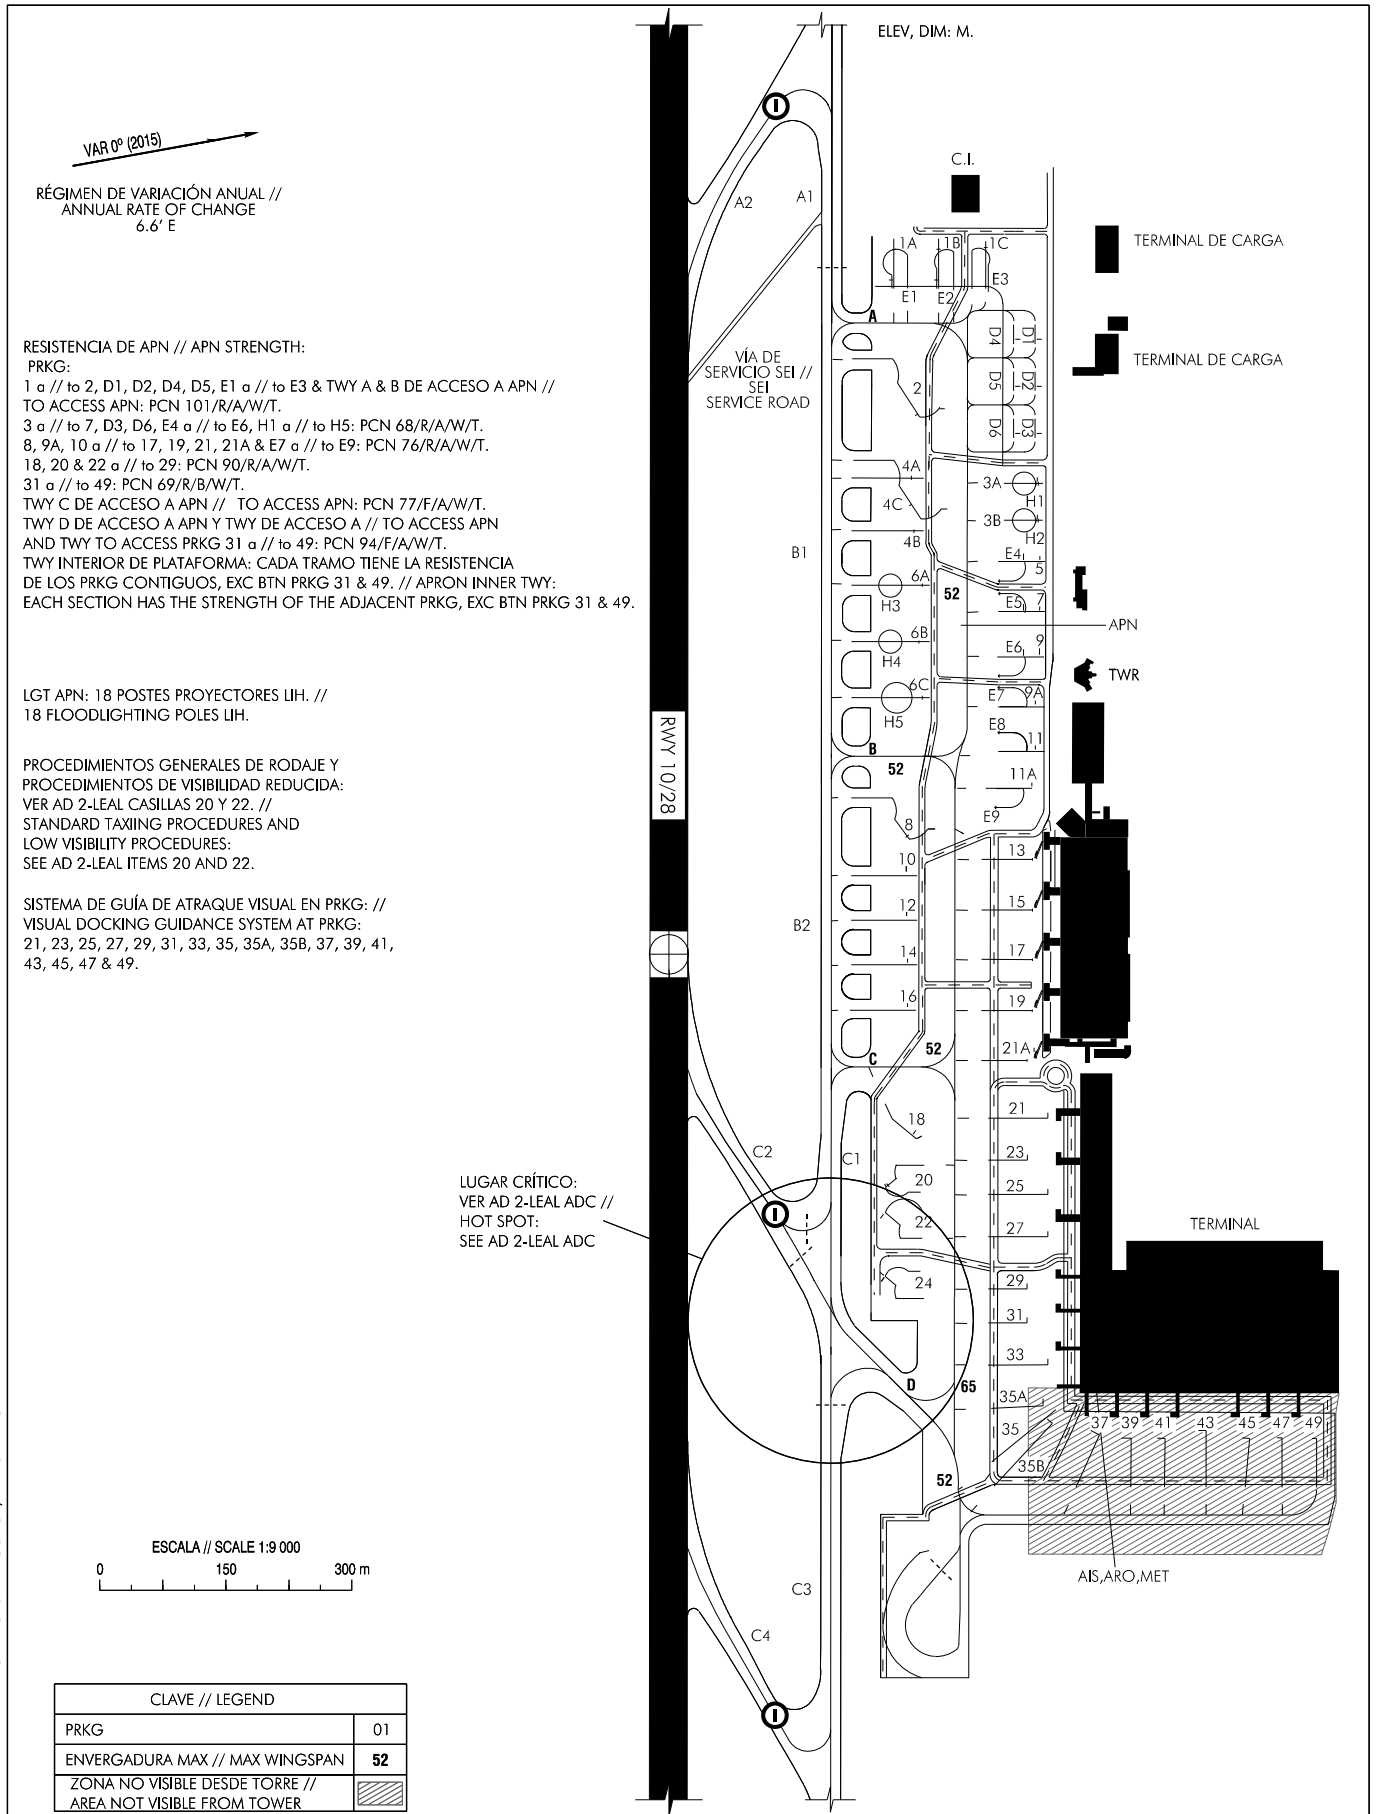 ELEV, DIM: M.
VAR 0º (2015)
RÉGIMEN DE VARIACIÓN ANUAL //
ANNUAL RATE OF CHANGE
6.6' E
RESISTENCIA DE APN // APN STRENGTH:
PRKG:
1 a // to 2, D1, D2, D4, D5, E1 a // to E3 & TWY A & B DE ACCESO A APN //
TO ACCESS APN: PCN 101/R/A/W/T.
3 a // to 7, D3, D6, E4 a // to E6, H1 a // to H5: PCN 68/R/A/W/T.
8, 9A, 10 a // to 17, 19, 21, 21A & E7 a // to E9: PCN 76/R/A/W/T.
18, 20 & 22 a // to 29: PCN 90/R/A/W/T.
31 a // to 49: PCN 69/R/B/W/T.
TWY C DE ACCESO A APN // TO ACCESS APN: PCN 77/F/A/W/T.
TWY D DE ACCESO A APN Y TWY DE ACCESO A // TO ACCESS APN
AND TWY TO ACCESS PRKG 31 a // to 49: PCN 94/F/A/W/T.
TWY INTERIOR DE PLATAFORMA: CADA TRAMO TIENE LA RESISTENCIA
DE LOS PRKG CONTIGUOS, EXC BTN PRKG 31 & 49. // APRON INNER TWY:
EACH SECTION HAS THE STRENGTH OF THE ADJACENT PRKG, EXC BTN PRKG 31 & 49.
LGT APN: 18 POSTES PROYECTORES LIH. //
18 FLOODLIGHTING POLES LIH.
PROCEDIMIENTOS GENERALES DE RODAJE Y
PROCEDIMIENTOS DE VISIBILIDAD REDUCIDA:
VER AD 2-LEAL CASILLAS 20 Y 22. //
STANDARD TAXIING PROCEDURES AND
LOW VISIBILITY PROCEDURES:
SEE AD 2-LEAL ITEMS 20 AND 22.
SISTEMA DE GUÍA DE ATRAQUE VISUAL EN PRKG: //
VISUAL DOCKING GUIDANCE SYSTEM AT PRKG:
21, 23, 25, 27, 29, 31, 33, 35, 35A, 35B, 37, 39, 41,
43, 45, 47 & 49.
LUGAR CRÍTICO:
VER AD 2-LEAL ADC //
HOT SPOT:
SEE AD 2-LEAL ADC
ESCALA // SCALE 1:9 000
0 150 300 m
CLAVE // LEGEND
PRKG 01
ENVERGADURA MAX // MAX WINGSPAN 52
ZONA NO VISIBLE DESDE TORRE //
AREA NOT VISIBLE FROM TOWER
RWY 10/28
I
A2
A1
VÍA DE
SERVICIO SEI //
SEI
SERVICE ROAD
C.I.
TERMINAL DE CARGA
TERMINAL DE CARGA
1A
1B
1C
E1
E2
E3
A
D4
D1
D5
D2
D6
D3
2
4A
4C
4B
3A
H1
3B
H2
B1
E4
5
6A
H3
52
E5
7
APN
6B
H4
E6
9
TWR
6C
H5
E7
9A
E8
11
B
52
11A
E9
8
10
13
12
15
B2
14
17
16
19
52
21A
C
18
21
C2
C1
23
20
25
22
27
TERMINAL
I
24
29
31
33
D
65
35A
35
35B
37
39
41
43
45
47
49
52
AIS,ARO,MET
C3
C4
I